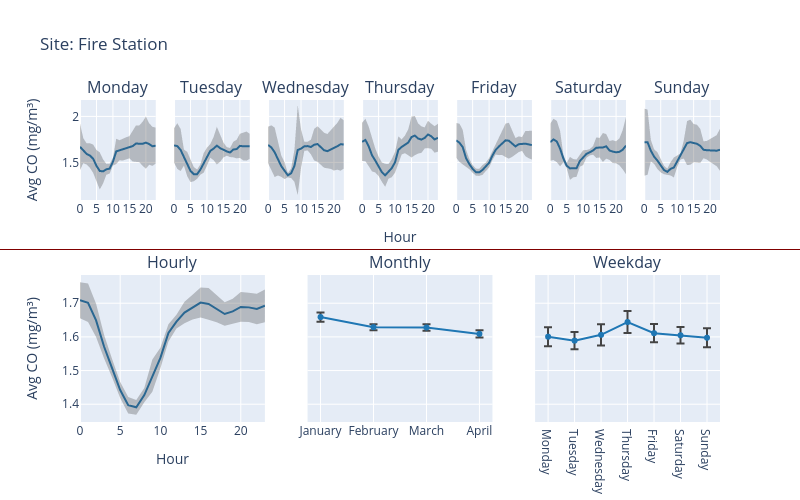 Site: Fire Station
Monday Tuesday Wednesday Thursday Friday Saturday Sunday
Avg CO (mg/m³)
2
1.5
0 5 10 15 20 0 5 10 15 20 0 5 10 15 20 0 5 10 15 20 0 5 10 15 20 0 5 10 15 20 0 5 10 15 20
Hour
Hourly Monthly Weekday
Avg CO (mg/m³)
1.7
1.6
1.5
1.4
0 5 10 15 20 January February March April
Monday Tuesday Wednesday Thursday Friday Saturday Sunday
Hour